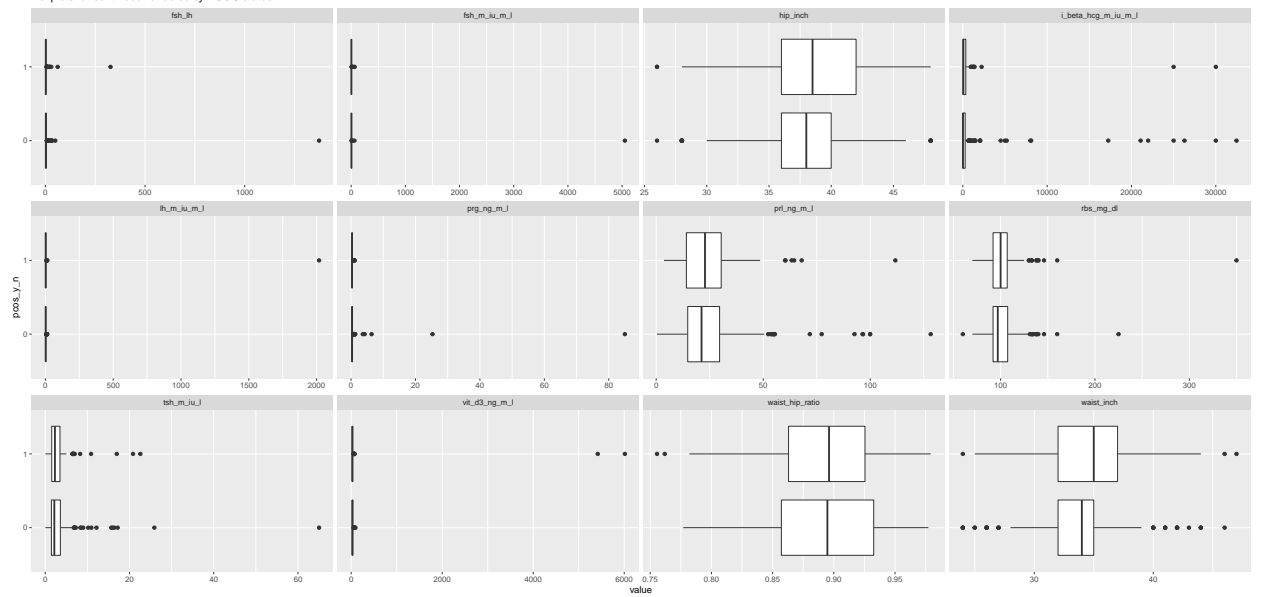 fsh_lh fsh_m_iu_m_l hip_inch i_beta_hcg_m_iu_m_l
1
0
0 500 1000 0 1000 2000 3000 4000 5000 25 30 35 40 45 0 10000 20000 30000
lh_m_iu_m_l prg_ng_m_l prl_ng_m_l rbs_mg_dl
1
pcos_y_n
0
0 500 1000 1500 2000 0 20 40 60 80 0 50 100 100 200 300
tsh_m_iu_l vit_d3_ng_m_l waist_hip_ratio waist_inch
1
0
0 20 40 60 0 2000 4000 6000 0.75 0.80 0.85 0.90 0.95 30 40
value